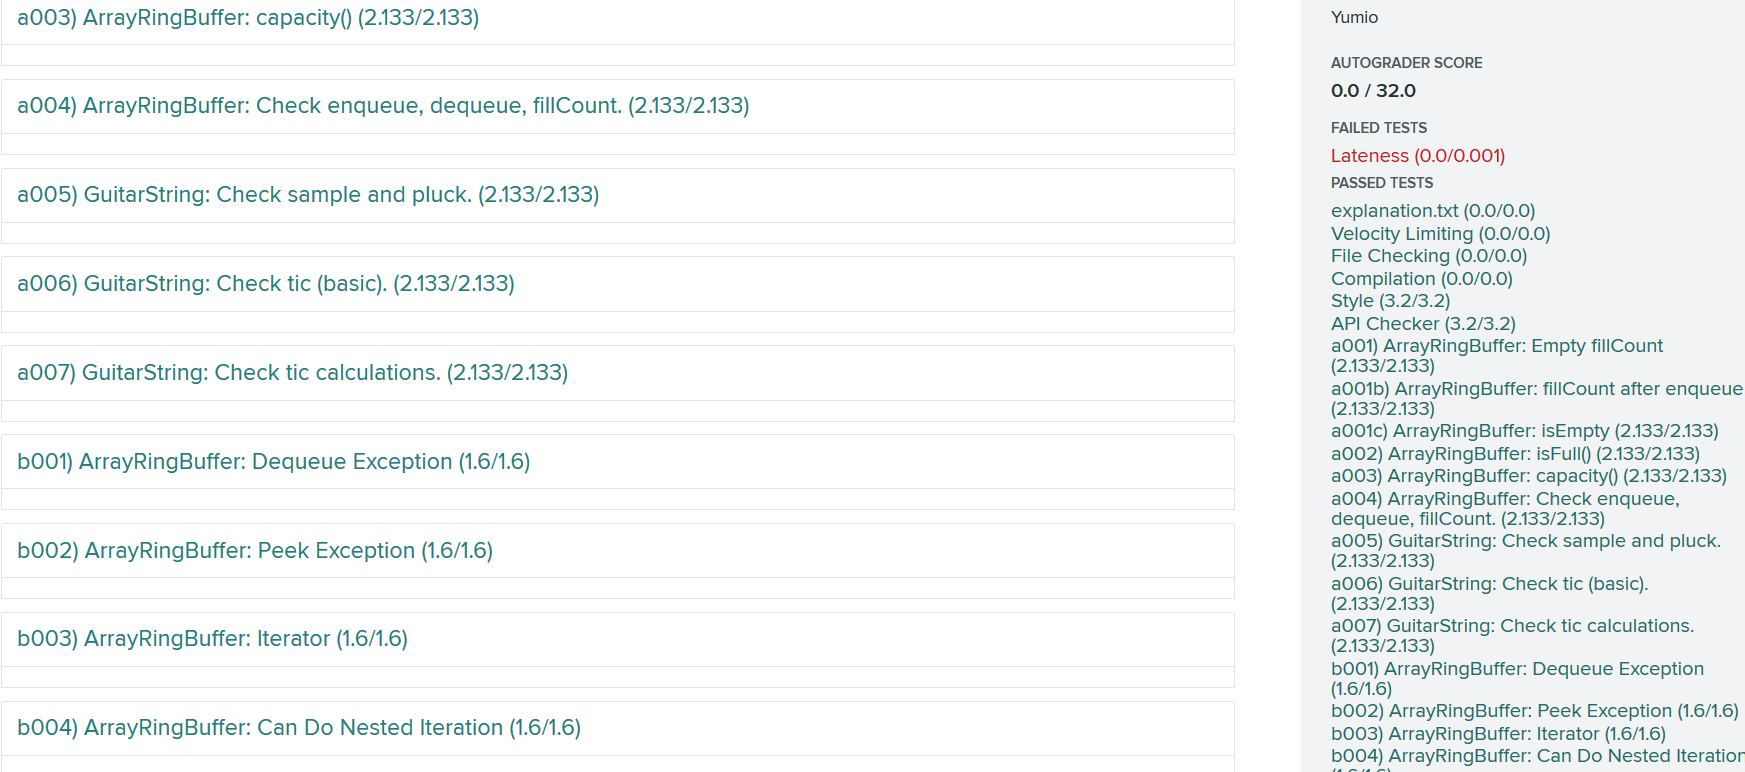 a003) ArrayRingBuffer: capacity() (2.133/2.133)
a004) ArrayRingBuffer: Check enqueue, dequeue, fillCount. (2.133/2.133)
a005) GuitarString: Check sample and pluck. (2.133/2.133)
a006) GuitarString: Check tic (basic). (2.133/2.133)
a007) GuitarString: Check tic calculations. (2.133/2.133)
b001) ArrayRingBuffer: Dequeue Exception (1.6/1.6)
b002) ArrayRingBuffer: Peek Exception (1.6/1.6)
b003) ArrayRingBuffer: Iterator (1.6/1.6)
b004) ArrayRingBuffer: Can Do Nested Iteration (1.6/1.6)
Yumio
AUTOGRADER SCORE
0.0 / 32.0
FAILED TESTS
Lateness (0.0/0.001)
PASSED TESTS
explanation.txt (0.0/0.0)
Velocity Limiting (0.0/0.0)
File Checking (0.0/0.0)
Compilation (0.0/0.0)
Style (3.2/3.2)
API Checker (3.2/3.2)
a001) ArrayRingBuffer: Empty fillCount
(2.133/2.133)
a001b) ArrayRingBuffer: fillCount after enqueue
(2.133/2.133)
a001c) ArrayRingBuffer: isEmpty (2.133/2.133)
a002) ArrayRingBuffer: isFull() (2.133/2.133)
a003) ArrayRingBuffer: capacity() (2.133/2.133)
a004) ArrayRingBuffer: Check enqueue,
dequeue, fillCount. (2.133/2.133)
a005) GuitarString: Check sample and pluck.
(2.133/2.133)
a006) GuitarString: Check tic (basic).
(2.133/2.133)
a007) GuitarString: Check tic calculations.
(2.133/2.133)
b001) ArrayRingBuffer: Dequeue Exception
(1.6/1.6)
b002) ArrayRingBuffer: Peek Exception (1.6/1.6)
b003) ArrayRingBuffer: Iterator (1.6/1.6)
b004) ArrayRingBuffer: Can Do Nested Iteration